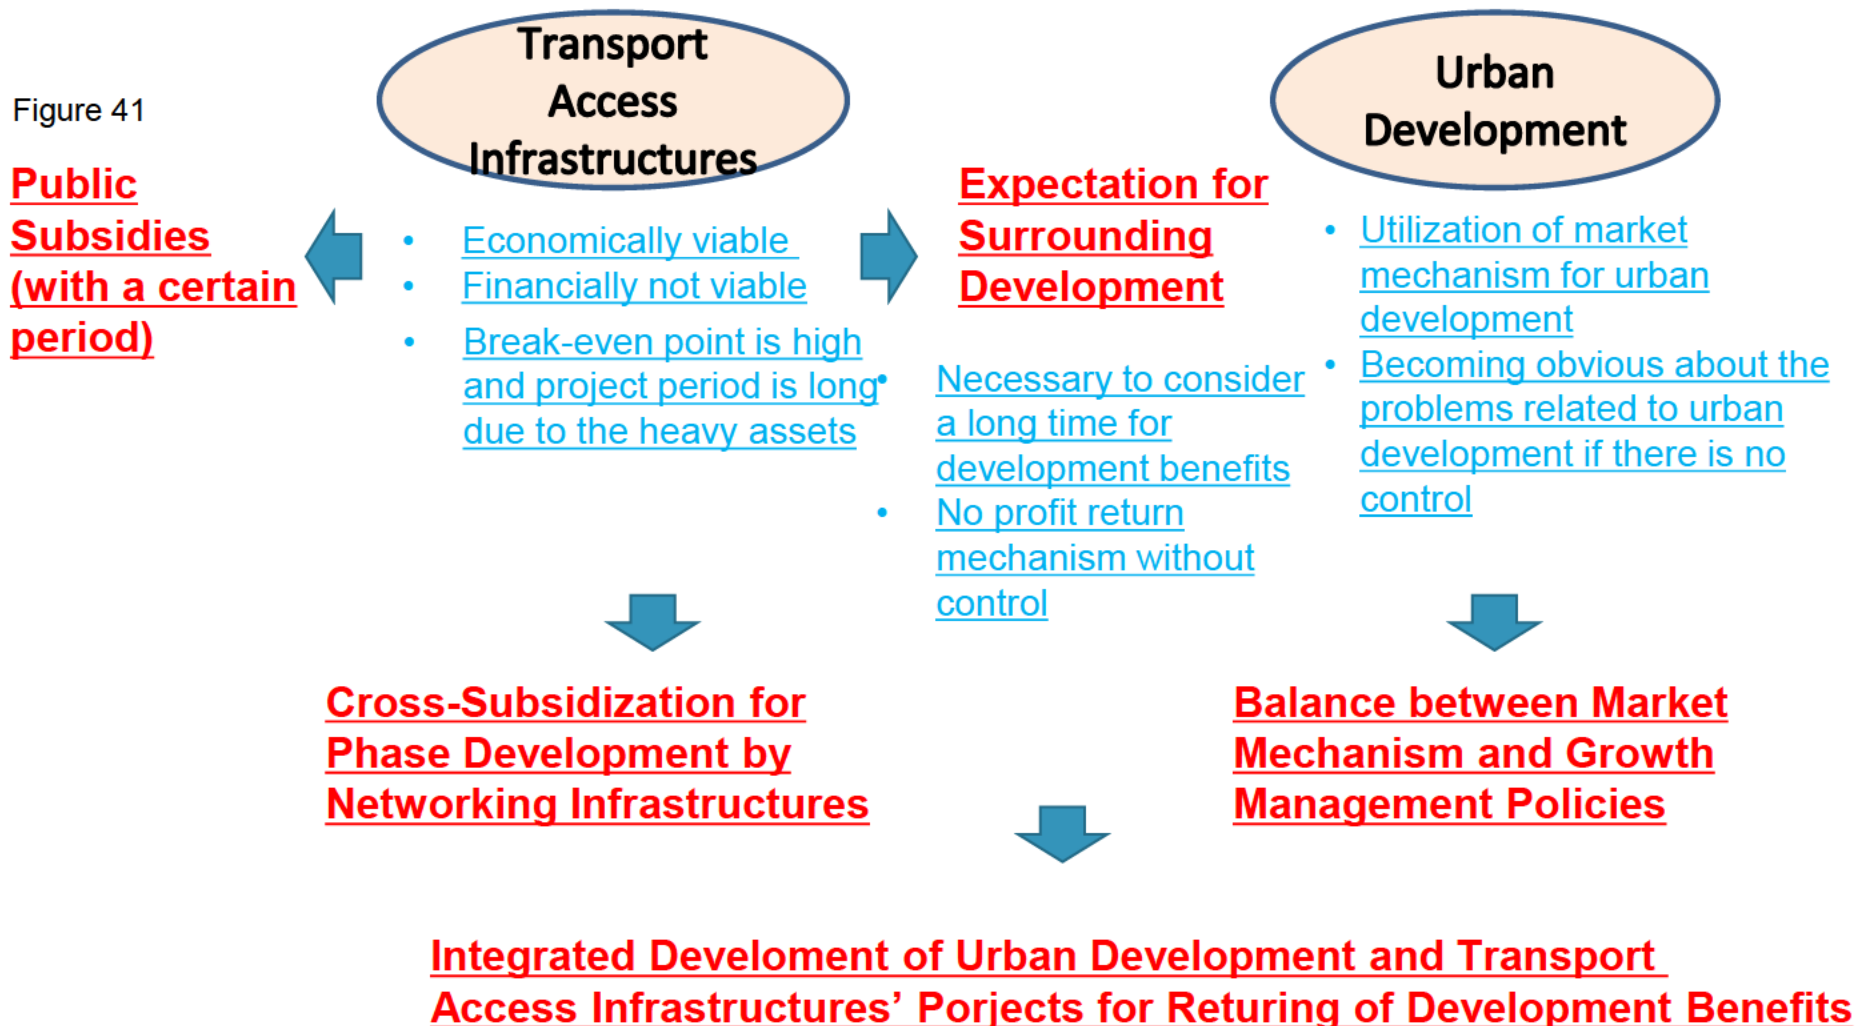 Figure 41
Transport
Access
Infrastructures
Urban
Development
Public
Subsidies
(with a certain
period)
• Economically viable
• Financially not viable
• Break-even point is high
and project period is long
due to the heavy assets
Expectation for
Surrounding
Development
• Necessary to consider
a long time for
development benefits
• No profit return
mechanism without
control
• Utilization of market
mechanism for urban
development
• Becoming obvious about the
problems related to urban
development if there is no
control
Cross-Subsidization for
Phase Development by
Networking Infrastructures
Balance between Market
Mechanism and Growth
Management Policies
Integrated Develoment of Urban Development and Transport
Access Infrastructures’ Porjects for Returing of Development Benefits